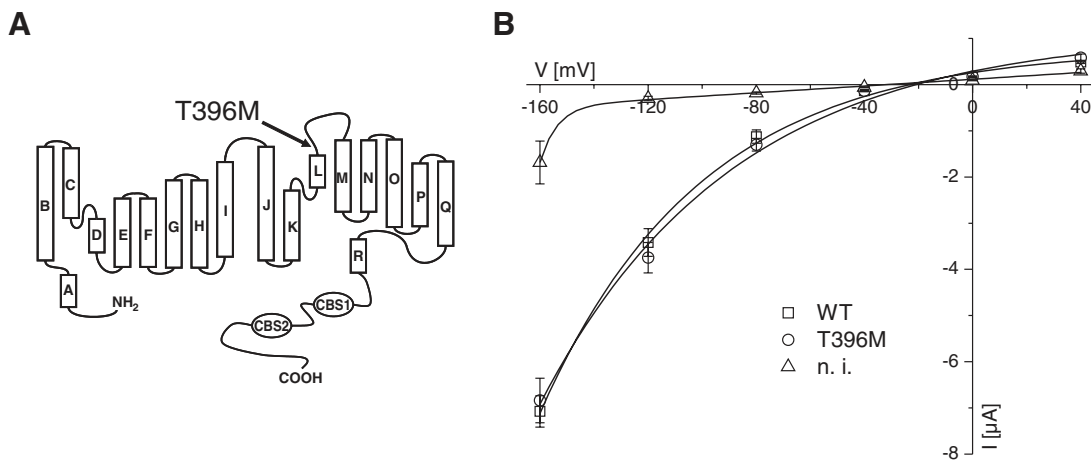 A
B
T396M
B
C
D
E
F
G
H
I
J
K
L
M
N
O
P
Q
R
A
NH2
CBS1
CBS2
COOH
V [mV]
-160
-120
-80
-40
0
40
0
-2
-4
-6
-8
I [µA]
WT
T396M
n. i.